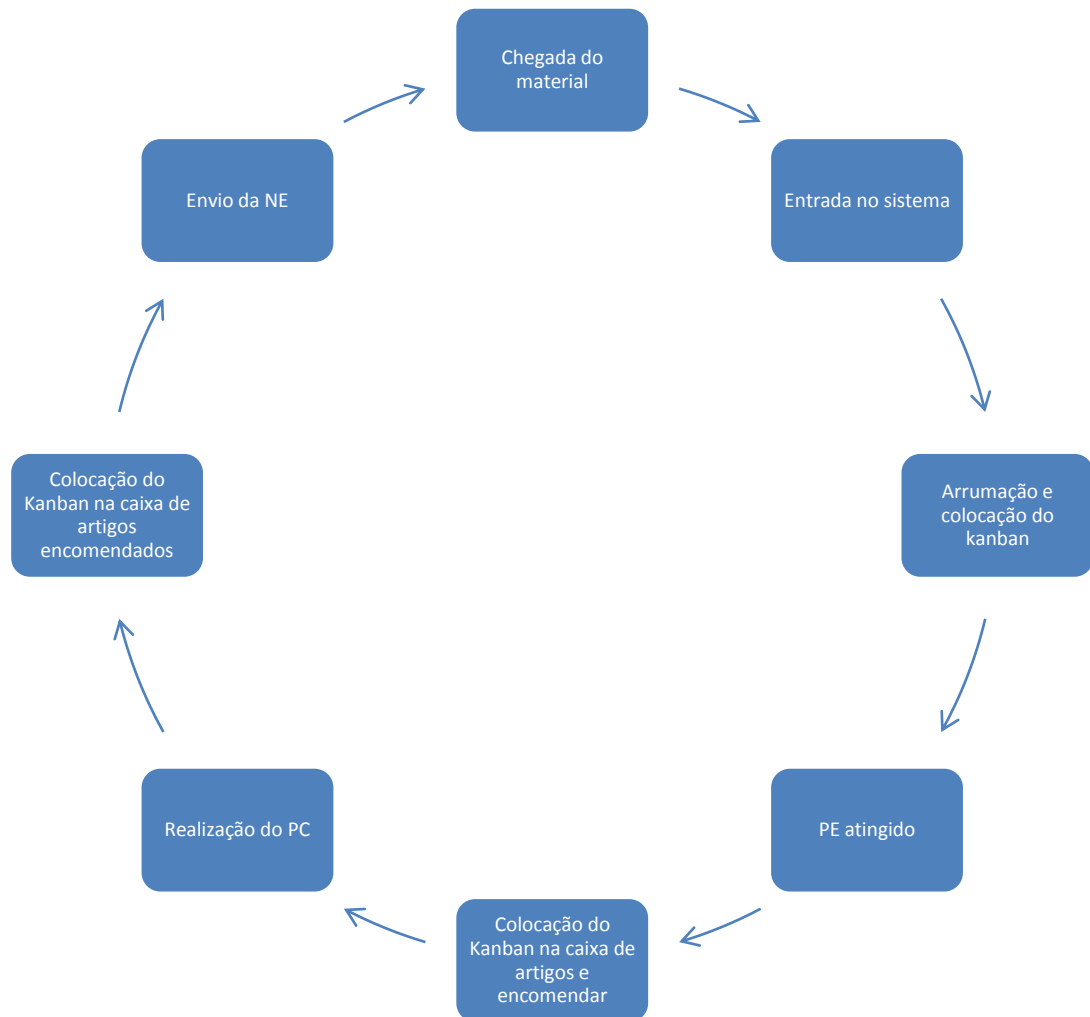 Chegada do
material
Entrada no sistema
Arrumação e
colocação do
kanban
PE atingido
Colocação do
Kanban na caixa de
artigos e
encomendar
Realização do PC
Colocação do
Kanban na caixa de
artigos
encomendados
Envio da NE